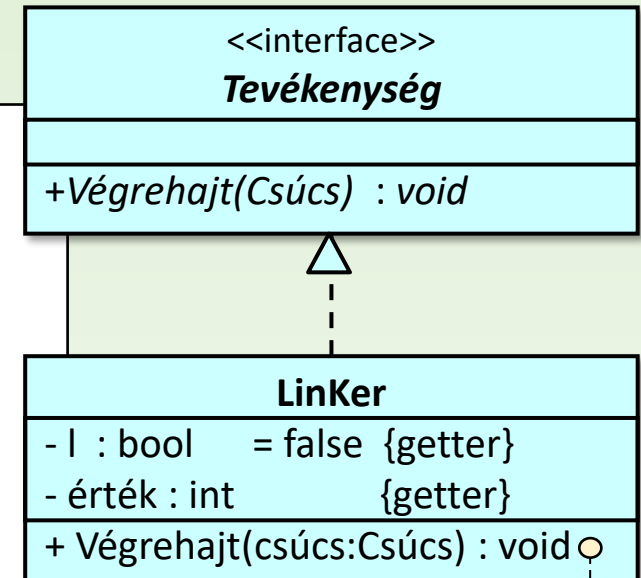 <<interface>>
Tevékenység
+Végrehajt(Csúcs) : void
LinKer
- l : bool = false {getter}
- érték : int {getter}
+ Végrehajt(csúcs:Csúcs) : void